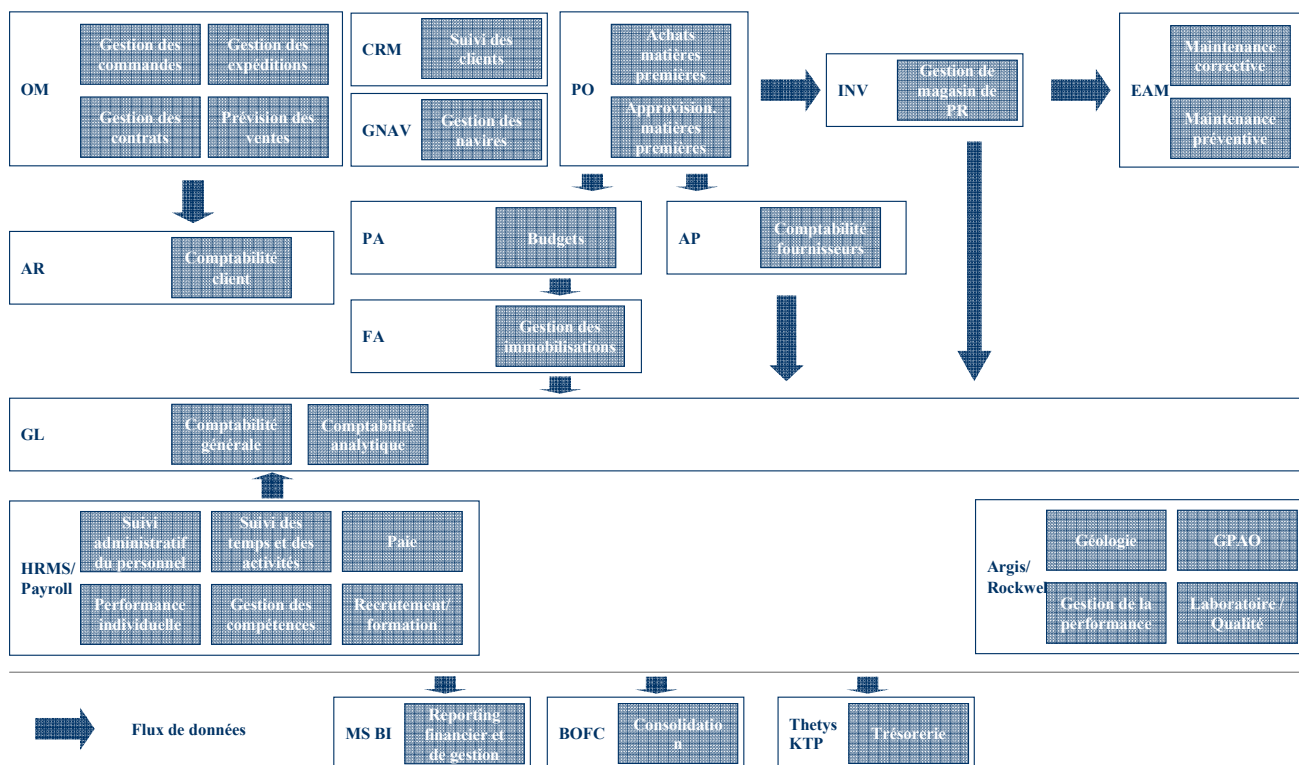 OM
Gestion des
commandes
Gestion des
expéditions
Gestion des
contrats
Prévision des
ventes
CRM
Suivi des
clients
GNAV
Gestion des
navires
PO
Achats
matières
premières
Approvision.
matières
premières
INV
Gestion de
magasin de
PR
EAM
Maintenance
corrective
Maintenance
préventive
AR
Comptabilité
client
PA
Budgets
AP
Comptabilité
fournisseurs
FA
Gestion des
immobilisations
GL
Comptabilité
générale
Comptabilité
analytique
HRMS/
Payroll
Suivi
administratif
du personnel
Suivi des
temps et des
activités
Paie
Performance
individuelle
Gestion des
compétences
Recrutement/
formation
Argis/
Rockwel
Géologie
GPAO
Gestion de la
performance
Laboratoire /
Qualité
Flux de données
MS BI
Reporting
financier et
de gestion
BOFC
Consolidatio
n
Thetys
KTP
Trésorerie